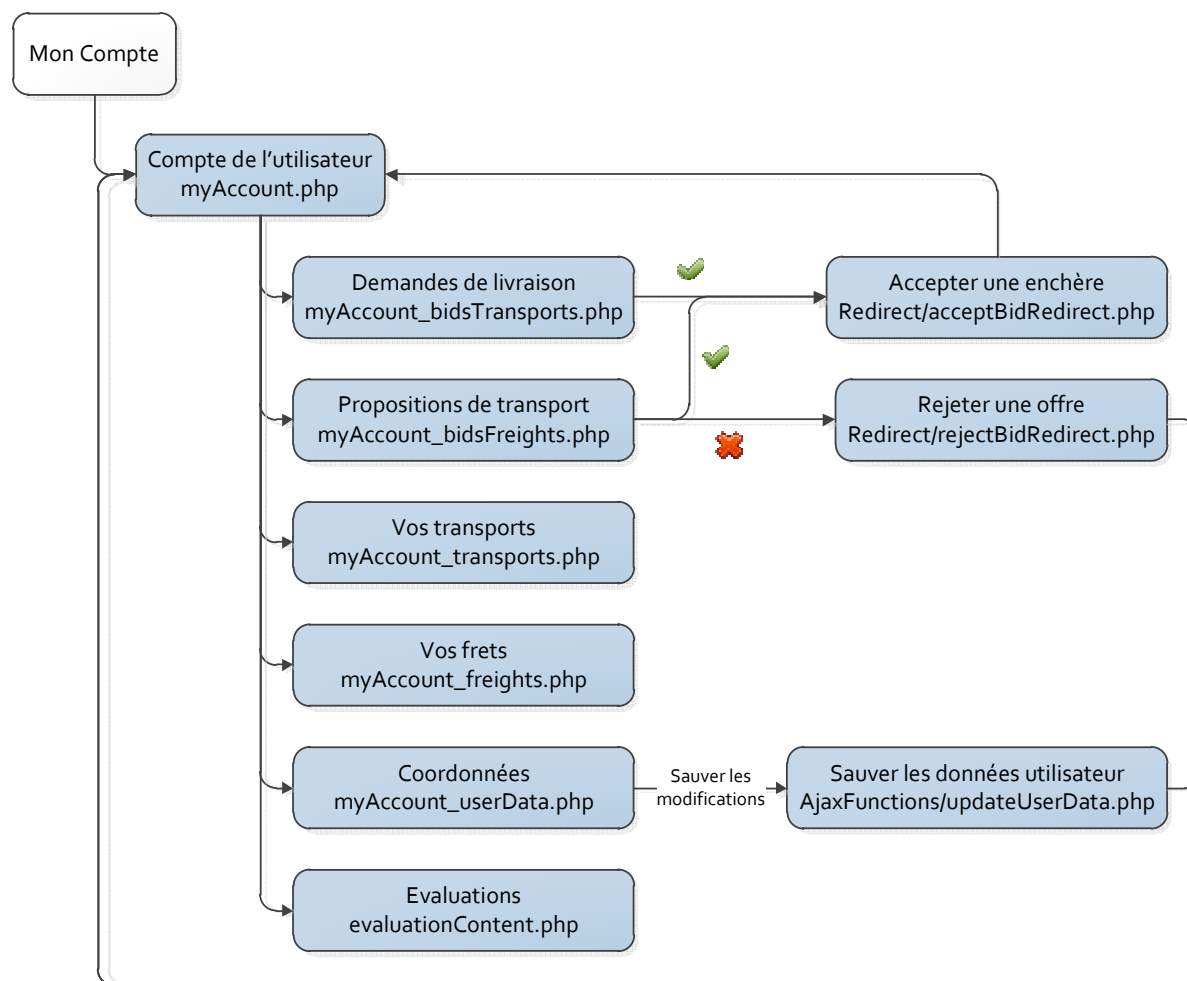 Mon Compte
Compte de l’utilisateur
myAccount.php
Demandes de livraison
myAccount_bidsTransports.php
Accepter une enchère
Redirect/acceptBidRedirect.php
Propositions de transport
myAccount_bidsFreights.php
Rejeter une offre
Redirect/rejectBidRedirect.php
Vos transports
myAccount_transports.php
Vos frets
myAccount_freights.php
Coordonnées
myAccount_userData.php
Sauver les
modifications
Sauver les données utilisateur
AjaxFunctions/updateUserData.php
Evaluations
evaluationContent.php